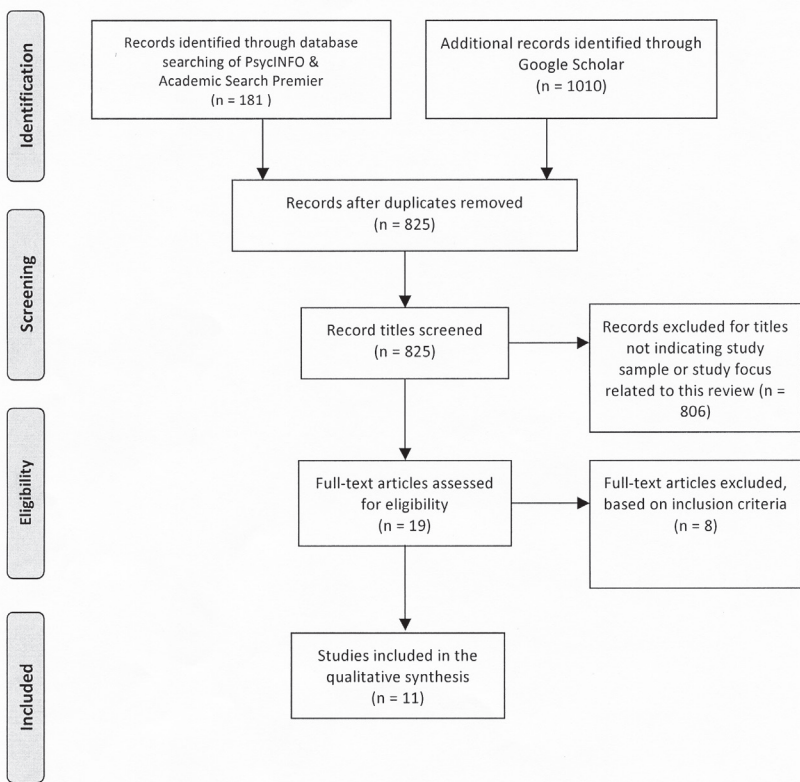 Identification
Records identified through database
searching of PsycINFO &
Academic Search Premier
(n = 181 )
Additional records identified through
Google Scholar
(n = 1010)
Records after duplicates removed
(n = 825)
Screening
Record titles screened
(n = 825)
Records excluded for titles
not indicating study
sample or study focus
related to this review (n =
806)
Eligibility
Full-text articles assessed
for eligibility
(n = 19)
Full-text articles excluded,
based on inclusion criteria
(n = 8)
Included
Studies included in the
qualitative synthesis
(n = 11)